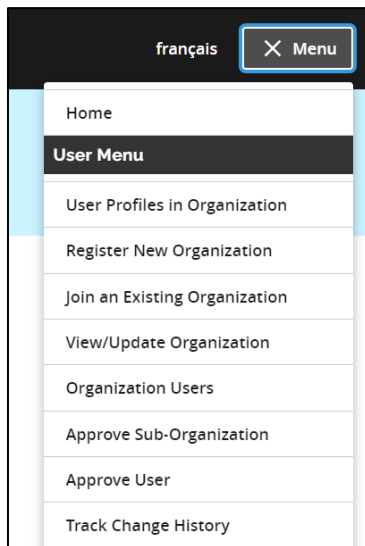 français
Menu
Home
User Menu
User Profiles in Organization
Register New Organization
Join an Existing Organization
View/Update Organization
Organization Users
Approve Sub-Organization
Approve User
Track Change History